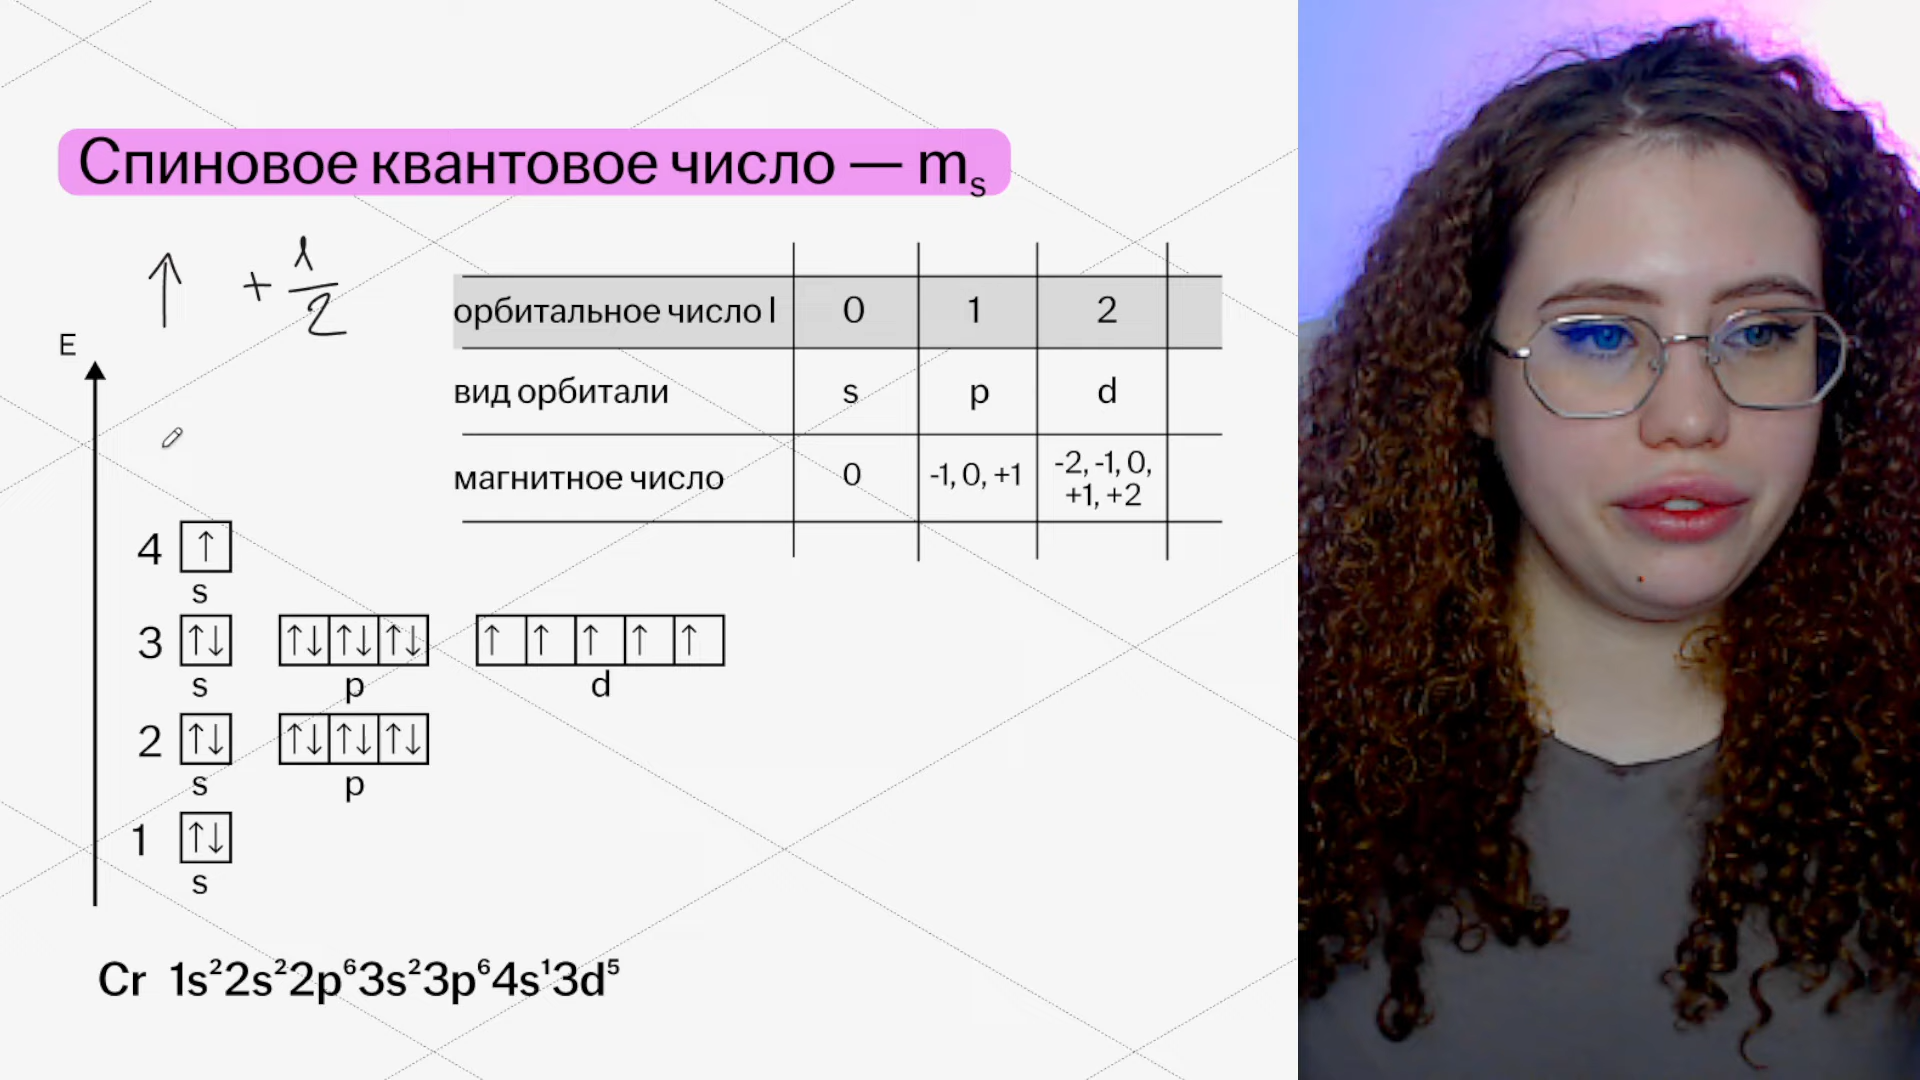 Спиновое квантовое число — mₛ
↑ + 1/2
E
орбитальное число l 0 1 2
вид орбитали s p d
магнитное число 0 -1, 0, +1 -2, -1, 0, +1, +2
4 ↑
s
3 ↑↓ ↑↓ ↑↓ ↑↓ ↑ ↑ ↑ ↑ ↑
s p d
2 ↑↓ ↑↓ ↑↓ ↑↓
s p
1 ↑↓
s
Cr 1s²2s²2p⁶3s²3p⁶4s¹3d⁵